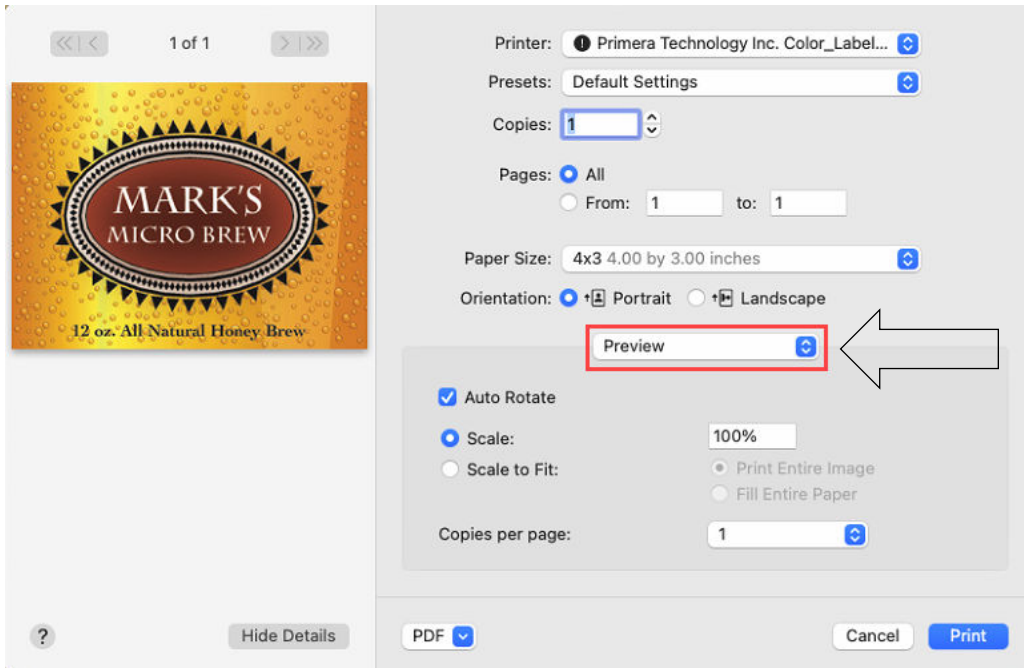 1 of 1
MARK'S
MICRO BREW
12 oz. All Natural Honey Brew
? Hide Details
Printer: Primera Technology Inc. Color_Label...
Presets: Default Settings
Copies: 1
Pages: All
From: 1 to: 1
Paper Size: 4x3 4.00 by 3.00 inches
Orientation: Portrait Landscape
Preview
Auto Rotate
Scale: 100%
Scale to Fit: Print Entire Image
Fill Entire Paper
Copies per page: 1
PDF Cancel Print